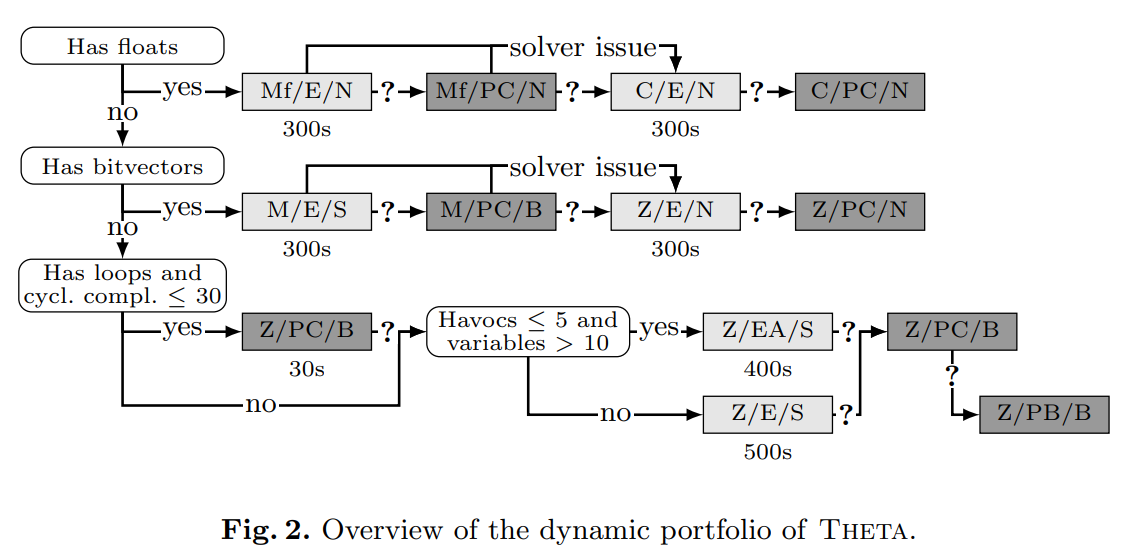 Has floats
yes
no
Mf/E/N
300s
?
Mf/PC/N
?
solver issue
C/E/N
300s
?
C/PC/N
Has bitvectors
yes
no
M/E/S
300s
?
M/PC/B
?
solver issue
Z/E/N
300s
?
Z/PC/N
Has loops and
cycl. compl. ≤ 30
yes
no
Z/PC/B
30s
?
Havocs ≤ 5 and
variables > 10
yes
no
Z/EA/S
400s
?
Z/E/S
500s
?
Z/PC/B
?
Z/PB/B
Fig. 2. Overview of the dynamic portfolio of THETA.